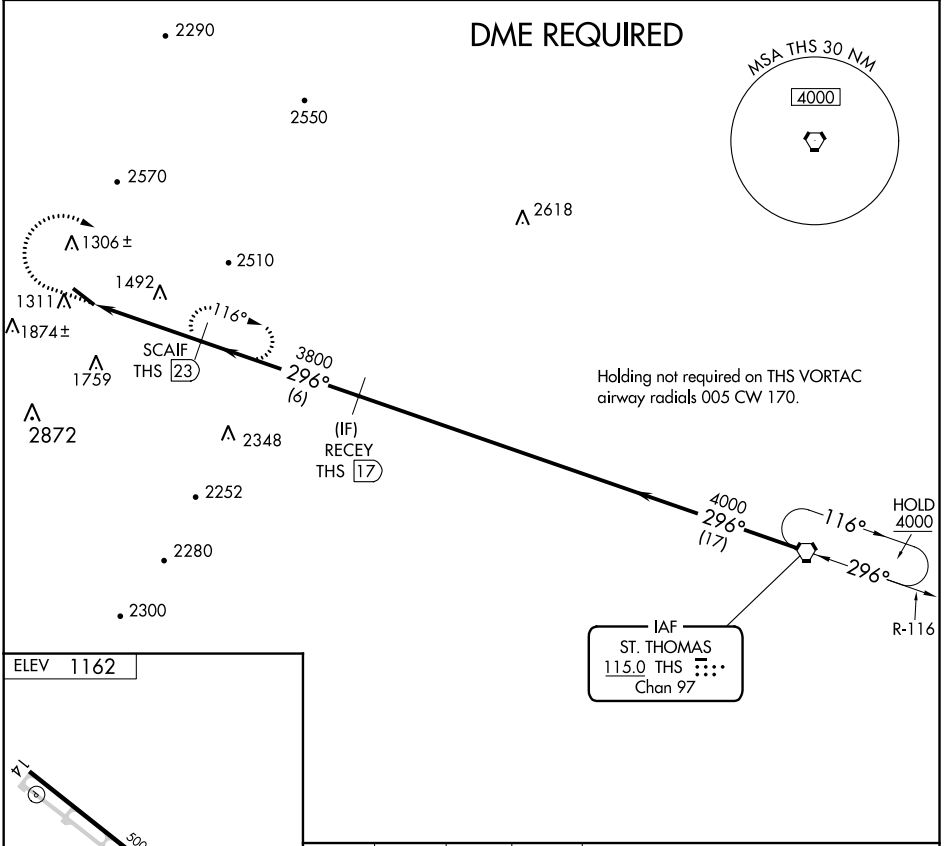 DME REQUIRED
2290
MSA THS 30 NM
4000
2550
2570
2618
1306 ±
2510
1492
1311
116°
1874 ±
SCAIF
THS 23
3800
296°
(6)
1759
Holding not required on THS VORTAC
airway radials 005 CW 170.
2872
(IF)
RECEY
THS 17
2348
2252
4000
296°
(17)
116°
HOLD
4000
296°
2280
2300
R-116
IAF
ST. THOMAS
115.0 THS
Chan 97
ELEV 1162
14
P